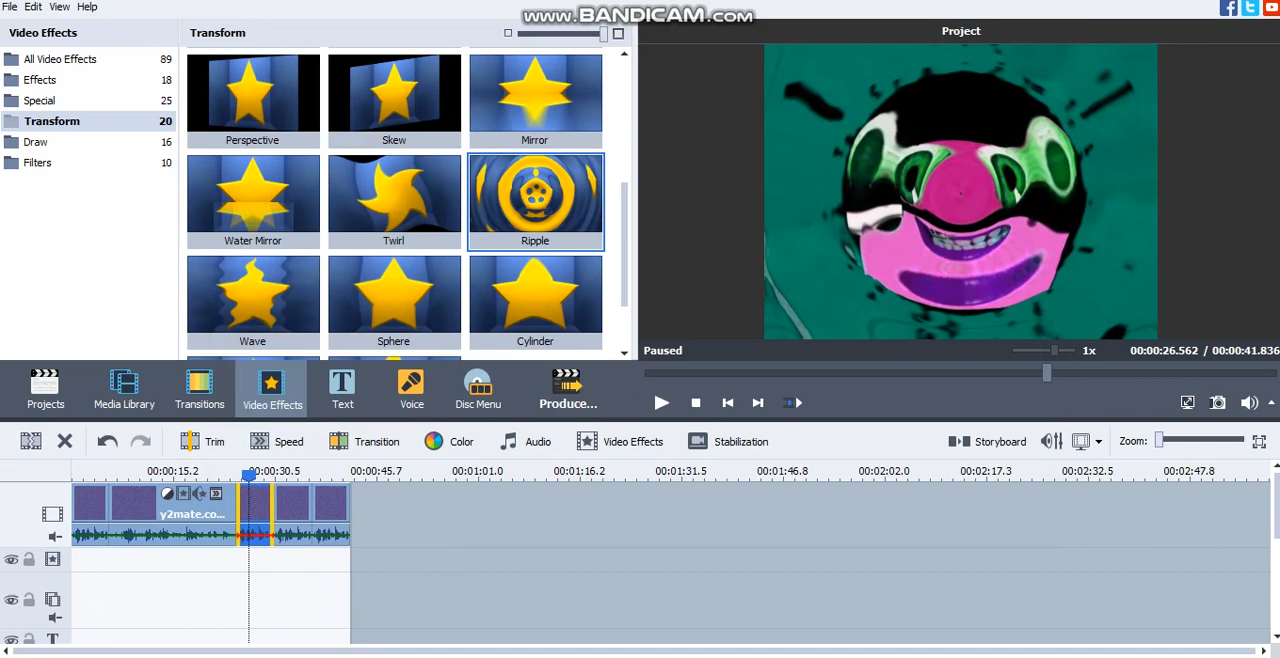 File Edit View Help
www.BANDICAM.com
Video Effects
Transform
Project
All Video Effects 89
Effects 18
Special 25
Transform 20
Draw 16
Filters 10
Perspective
Skew
Mirror
Water Mirror
Twirl
Ripple
Wave
Sphere
Cylinder
Paused
1x
00:00:26.562 / 00:00:41.836
Projects
Media Library
Transitions
Video Effects
Text
Voice
Disc Menu
Produce...
Trim
Speed
Transition
Color
Audio
Video Effects
Stabilization
Storyboard
Zoom:
00:00:15.2 00:00:30.5 00:00:45.7 00:01:01.0 00:01:16.2 00:01:31.5 00:01:46.8 00:02:02.0 00:02:17.3 00:02:32.5 00:02:47.8
y2mate.co...